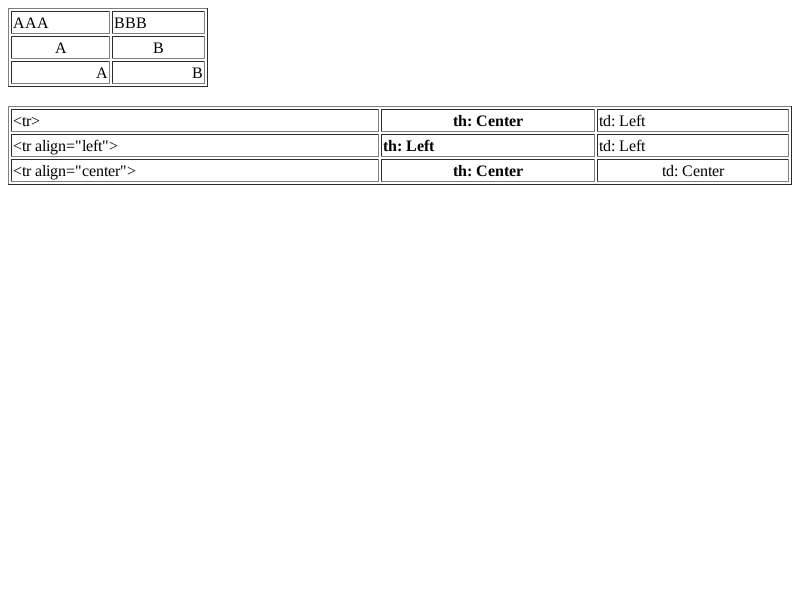 AAA BBB
A B
A B
<tr> th: Center td: Left
<tr align="left"> th: Left td: Left
<tr align="center"> th: Center td: Center